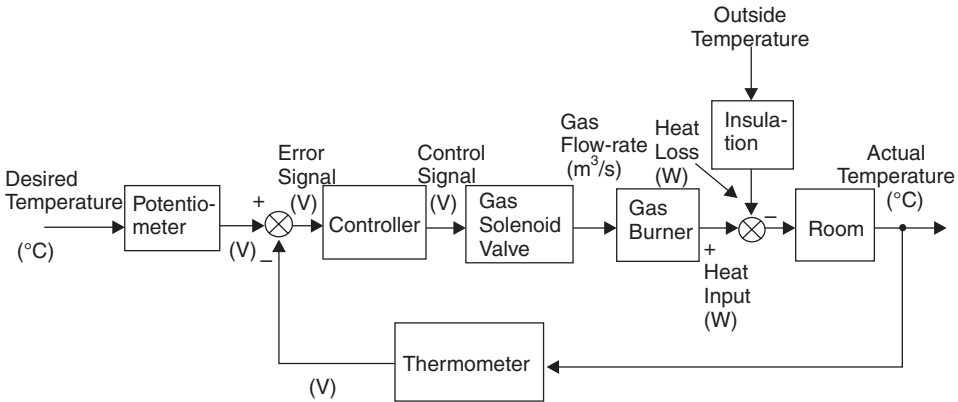 Outside
Temperature
Insula-
tion
Gas
Flow-rate
(m³/s)
Heat
Loss
(W)
Actual
Temperature
(°C)
Desired
Temperature
(°C)
Potentio-
meter
(V)
+
−
Error
Signal
(V)
Controller
Control
Signal
(V)
Gas
Solenoid
Valve
Gas
Burner
+
Heat
Input
(W)
−
Room
Thermometer
(V)